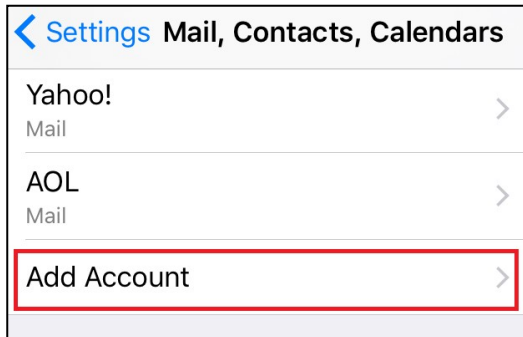 Settings Mail, Contacts, Calendars
Yahoo!
Mail
AOL
Mail
Add Account